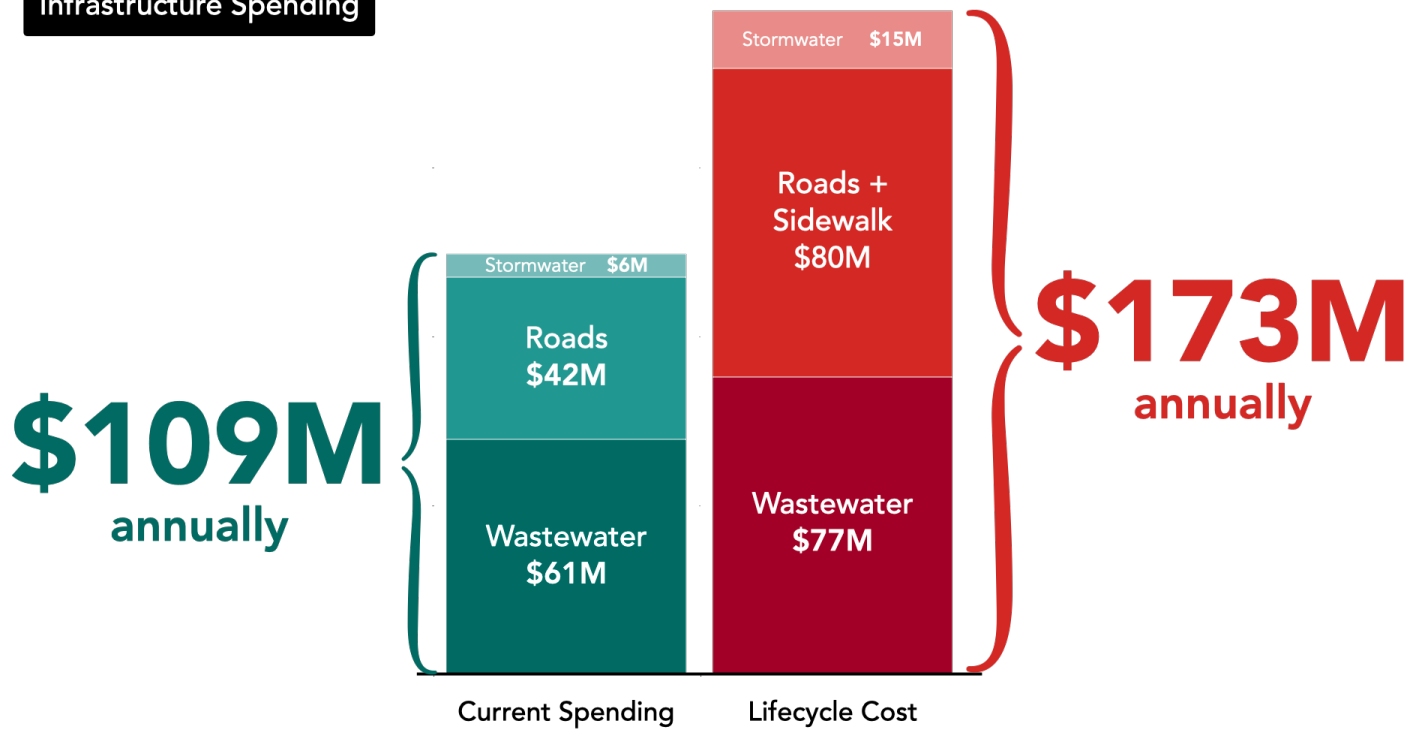 Infrastructure Spending
Stormwater $15M
Roads +
Sidewalk
$80M
Stormwater $6M
$173M
annually
Roads
$42M
$109M
annually
Wastewater
$77M
Wastewater
$61M
Current Spending
Lifecycle Cost